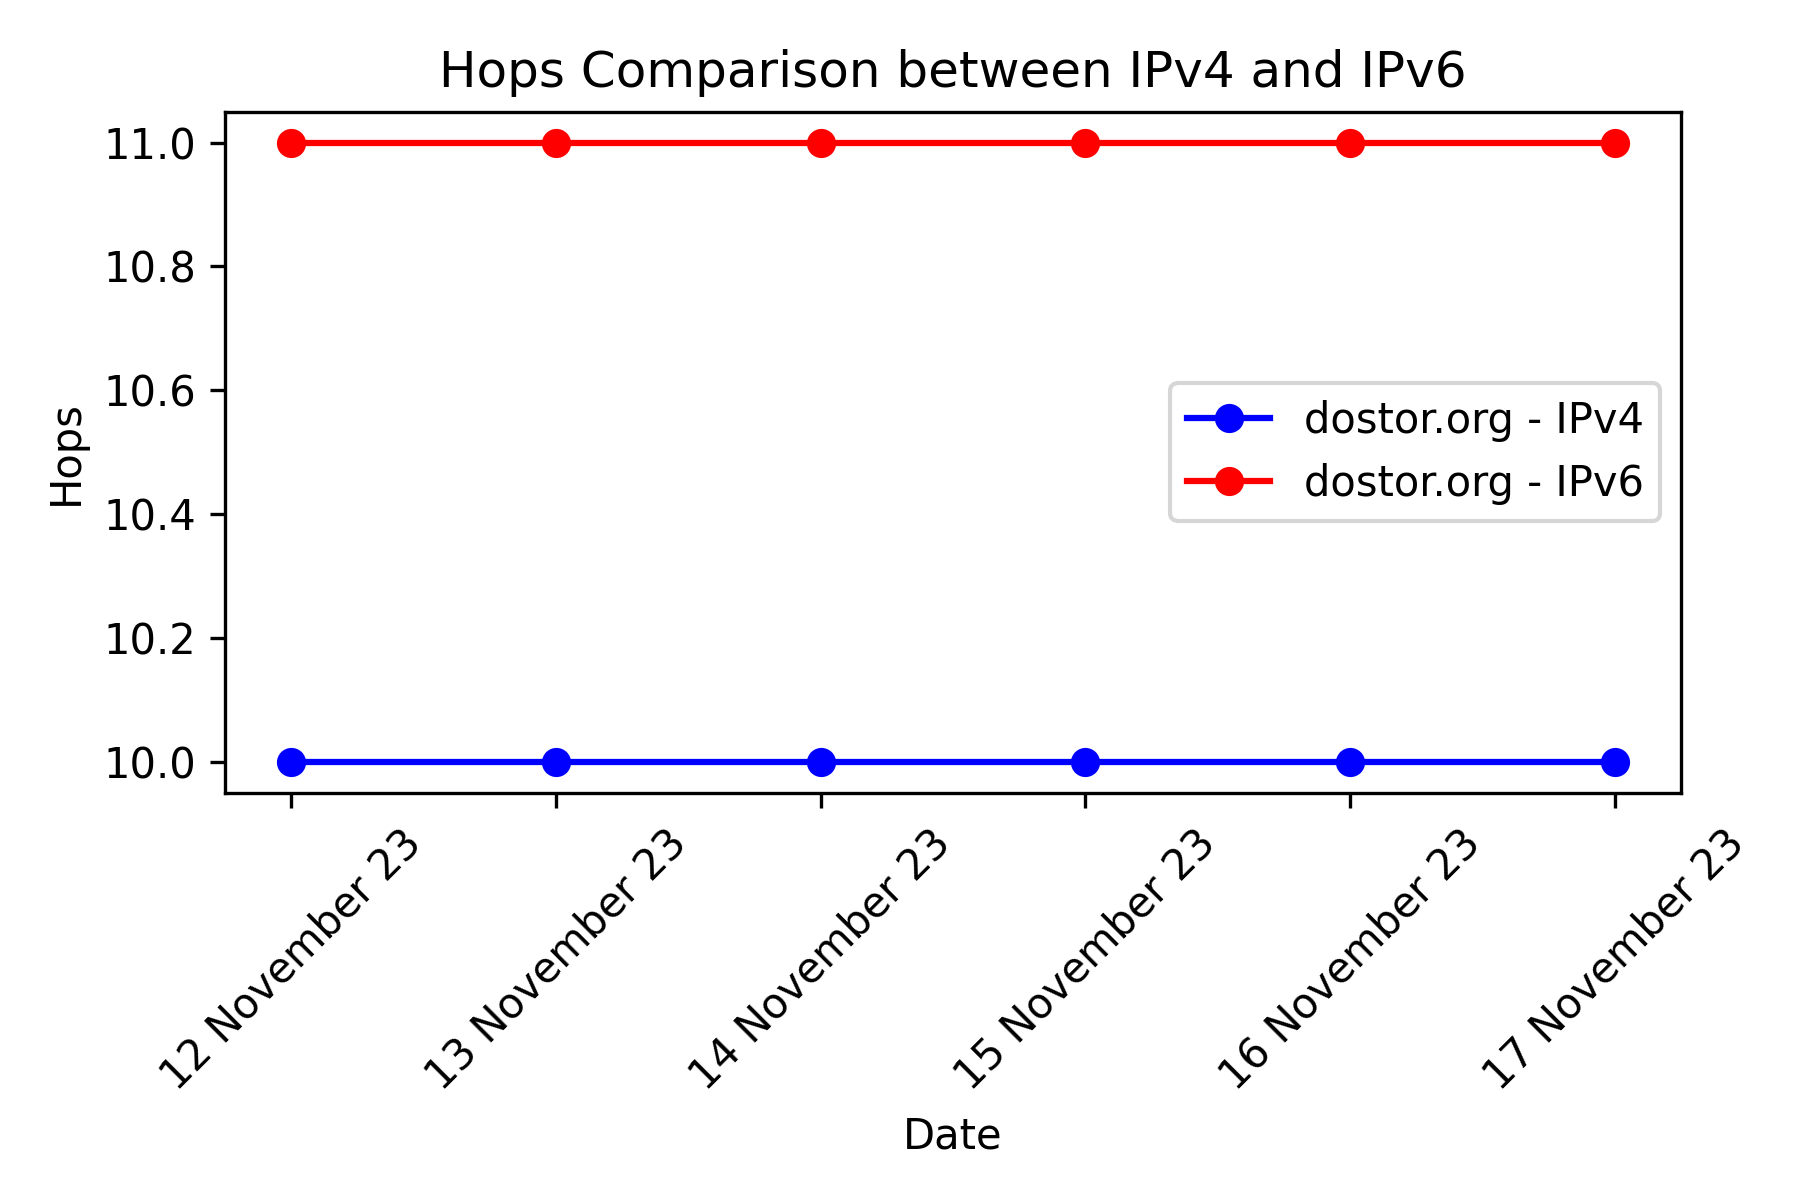 Hops Comparison between IPv4 and IPv6
11.0
10.8
10.6
10.4
10.2
10.0
Hops
dostor.org - IPv4
dostor.org - IPv6
12 November 23
13 November 23
14 November 23
15 November 23
16 November 23
17 November 23
Date